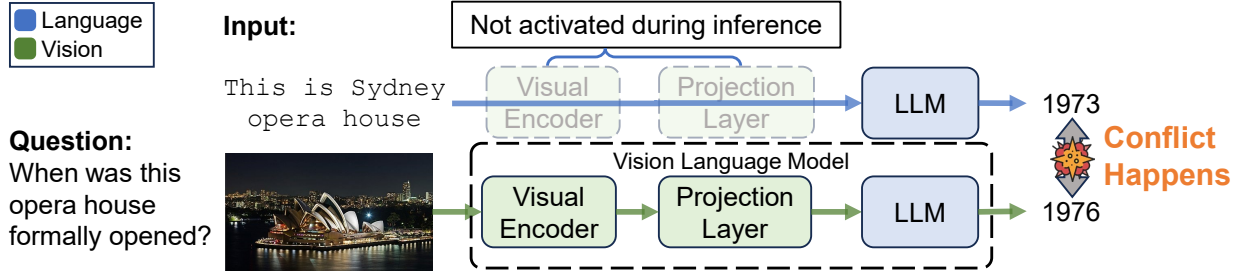 Language
Vision
Input:
Not activated during inference
This is Sydney
opera house
Visual
Encoder
Projection
Layer
LLM
1973
Question:
When was this
opera house
formally opened?
Vision Language Model
Visual
Encoder
Projection
Layer
LLM
1976
Conflict
Happens